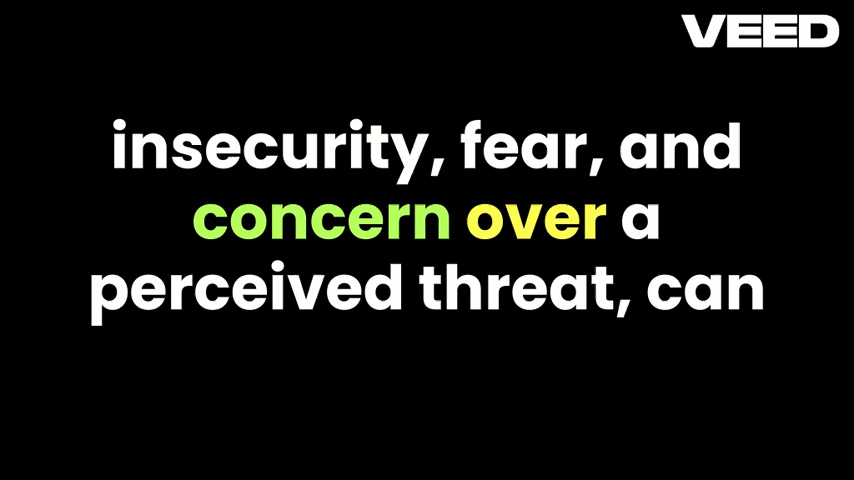 VEED
insecurity, fear, and
concern over a
perceived threat, can